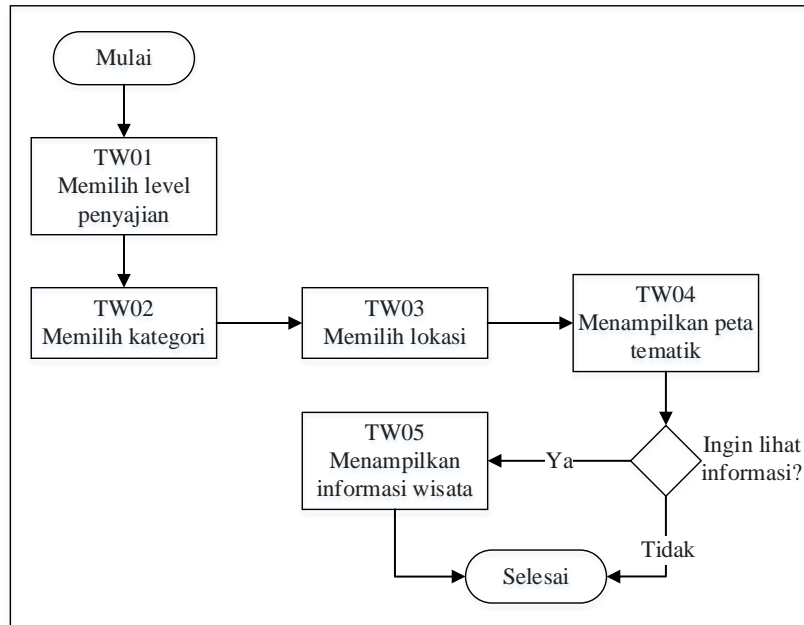 Mulai
TW01
Memilih level
penyajian
TW02
Memilih kategori
TW03
Memilih lokasi
TW04
Menampilkan peta
tematik
Ingin lihat
informasi?
Ya
TW05
Menampilkan
informasi wisata
Tidak
Selesai